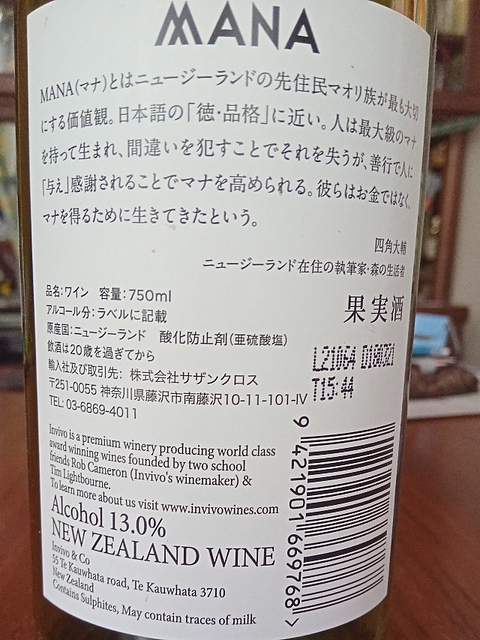 MANA
MANA(マナ)とはニュージーランドの先住民マオリ族が最も大切
にする価値観。日本語の「徳・品格」に近い。人は最大級のマナ
を持って生まれ、間違いを犯すことでそれを失うが、善行で人に
「与え」感謝されることでマナを高められる。彼らはお金ではなく、
マナを得るために生きてきたという。
四角大輔
ニュージーランド在住の執筆家・森の生活者
品名:ワイン 容量:750ml
アルコール分:ラベルに記載
原産国:ニュージーランド 酸化防止剤(亜硫酸塩)
飲酒は20歳を過ぎてから
輸入社及び取引先: 株式会社サザンクロス
〒251-0055 神奈川県藤沢市南藤沢10-11-101-IV
TEL: 03-6869-4011
果実酒
L21064 D180321
T15:44
Invivo is a premium winery producing world class
award winning wines founded by two school
friends Rob Cameron (Invivo's winemaker) &
Tim Lightbourne.
To learn more about us visit www.invivowines.com
Alcohol 13.0%
NEW ZEALAND WINE
Invivo & Co
55 Te Kauwhata road, Te Kauwhata 3710
New Zealand
Contains Sulphites, May contain traces of milk
9 421901 669768 >